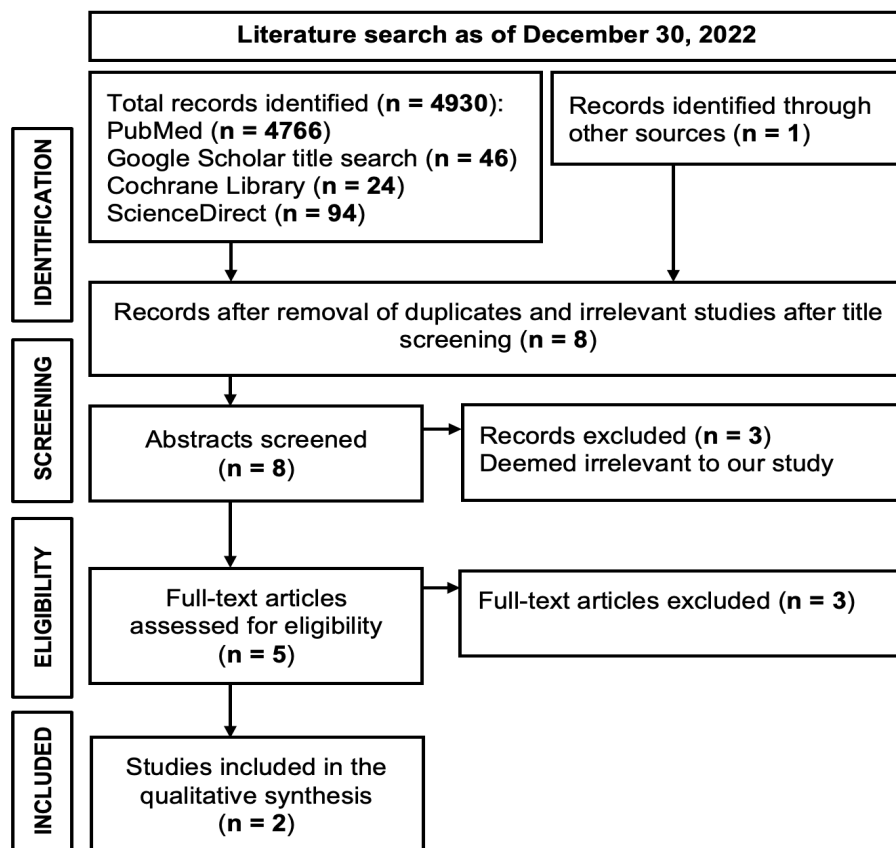 Literature search as of December 30, 2022
IDENTIFICATION
Total records identified (n = 4930):
PubMed (n = 4766)
Google Scholar title search (n = 46)
Cochrane Library (n = 24)
ScienceDirect (n = 94)
Records identified through
other sources (n = 1)
Records after removal of duplicates and irrelevant studies after title
screening (n = 8)
SCREENING
Abstracts screened
(n = 8)
Records excluded (n = 3)
Deemed irrelevant to our study
ELIGIBILITY
Full-text articles
assessed for eligibility
(n = 5)
Full-text articles excluded (n = 3)
INCLUDED
Studies included in the
qualitative synthesis
(n = 2)